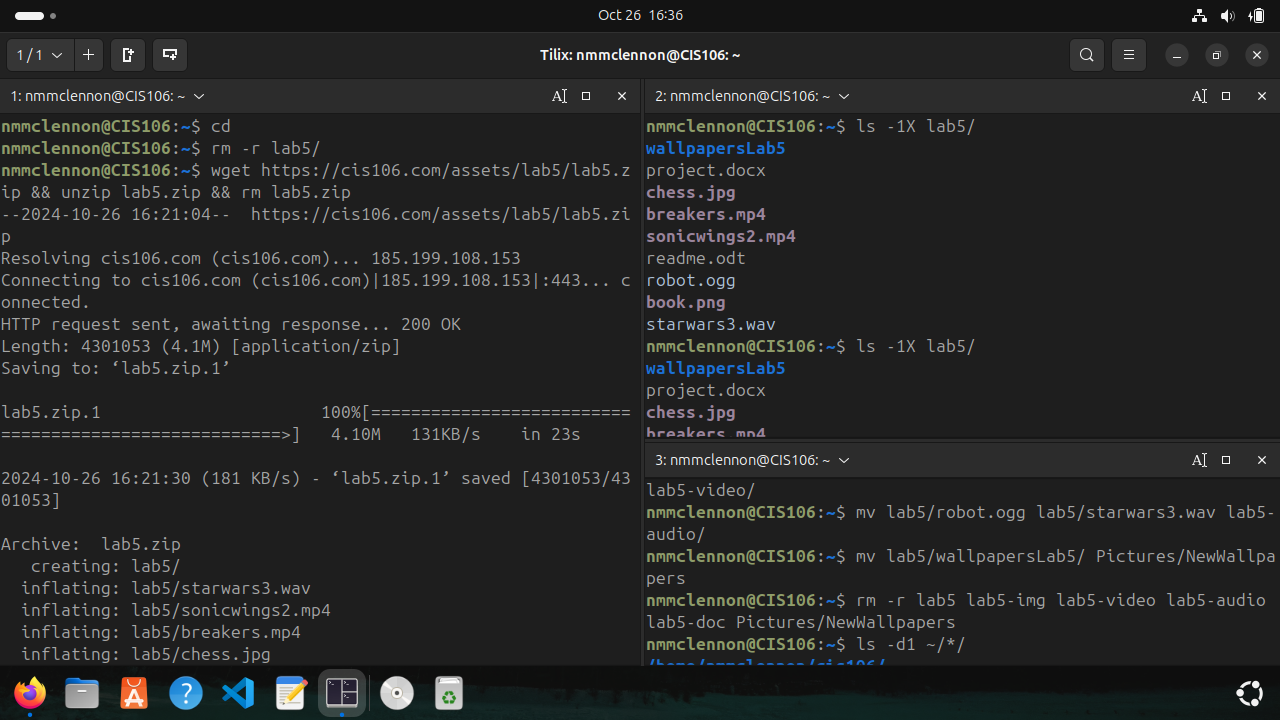 Oct 26 16:36
1 / 1
Tilix: nmmclennon@CIS106: ~
1: nmmclennon@CIS106: ~
nmmclennon@CIS106:~$ cd
nmmclennon@CIS106:~$ rm -r lab5/
nmmclennon@CIS106:~$ wget https://cis106.com/assets/lab5/lab5.z
ip && unzip lab5.zip && rm lab5.zip
--2024-10-26 16:21:04--  https://cis106.com/assets/lab5/lab5.zi
p
Resolving cis106.com (cis106.com)... 185.199.108.153
Connecting to cis106.com (cis106.com)|185.199.108.153|:443... c
onnected.
HTTP request sent, awaiting response... 200 OK
Length: 4301053 (4.1M) [application/zip]
Saving to: ‘lab5.zip.1’
lab5.zip.1                      100%[==========================
============================>]   4.10M   131KB/s    in 23s
2024-10-26 16:21:30 (181 KB/s) - ‘lab5.zip.1’ saved [4301053/43
01053]
Archive:  lab5.zip
   creating: lab5/
  inflating: lab5/starwars3.wav
  inflating: lab5/sonicwings2.mp4
  inflating: lab5/breakers.mp4
  inflating: lab5/chess.jpg
2: nmmclennon@CIS106: ~
nmmclennon@CIS106:~$ ls -1X lab5/
wallpapersLab5
project.docx
chess.jpg
breakers.mp4
sonicwings2.mp4
readme.odt
robot.ogg
book.png
starwars3.wav
nmmclennon@CIS106:~$ ls -1X lab5/
wallpapersLab5
project.docx
chess.jpg
breakers.mp4
3: nmmclennon@CIS106: ~
lab5-video/
nmmclennon@CIS106:~$ mv lab5/robot.ogg lab5/starwars3.wav lab5-
audio/
nmmclennon@CIS106:~$ mv lab5/wallpapersLab5/ Pictures/NewWallpa
pers
nmmclennon@CIS106:~$ rm -r lab5 lab5-img lab5-video lab5-audio
lab5-doc Pictures/NewWallpapers
nmmclennon@CIS106:~$ ls -d1 ~/*/
/home/nmmclennon/cis106/